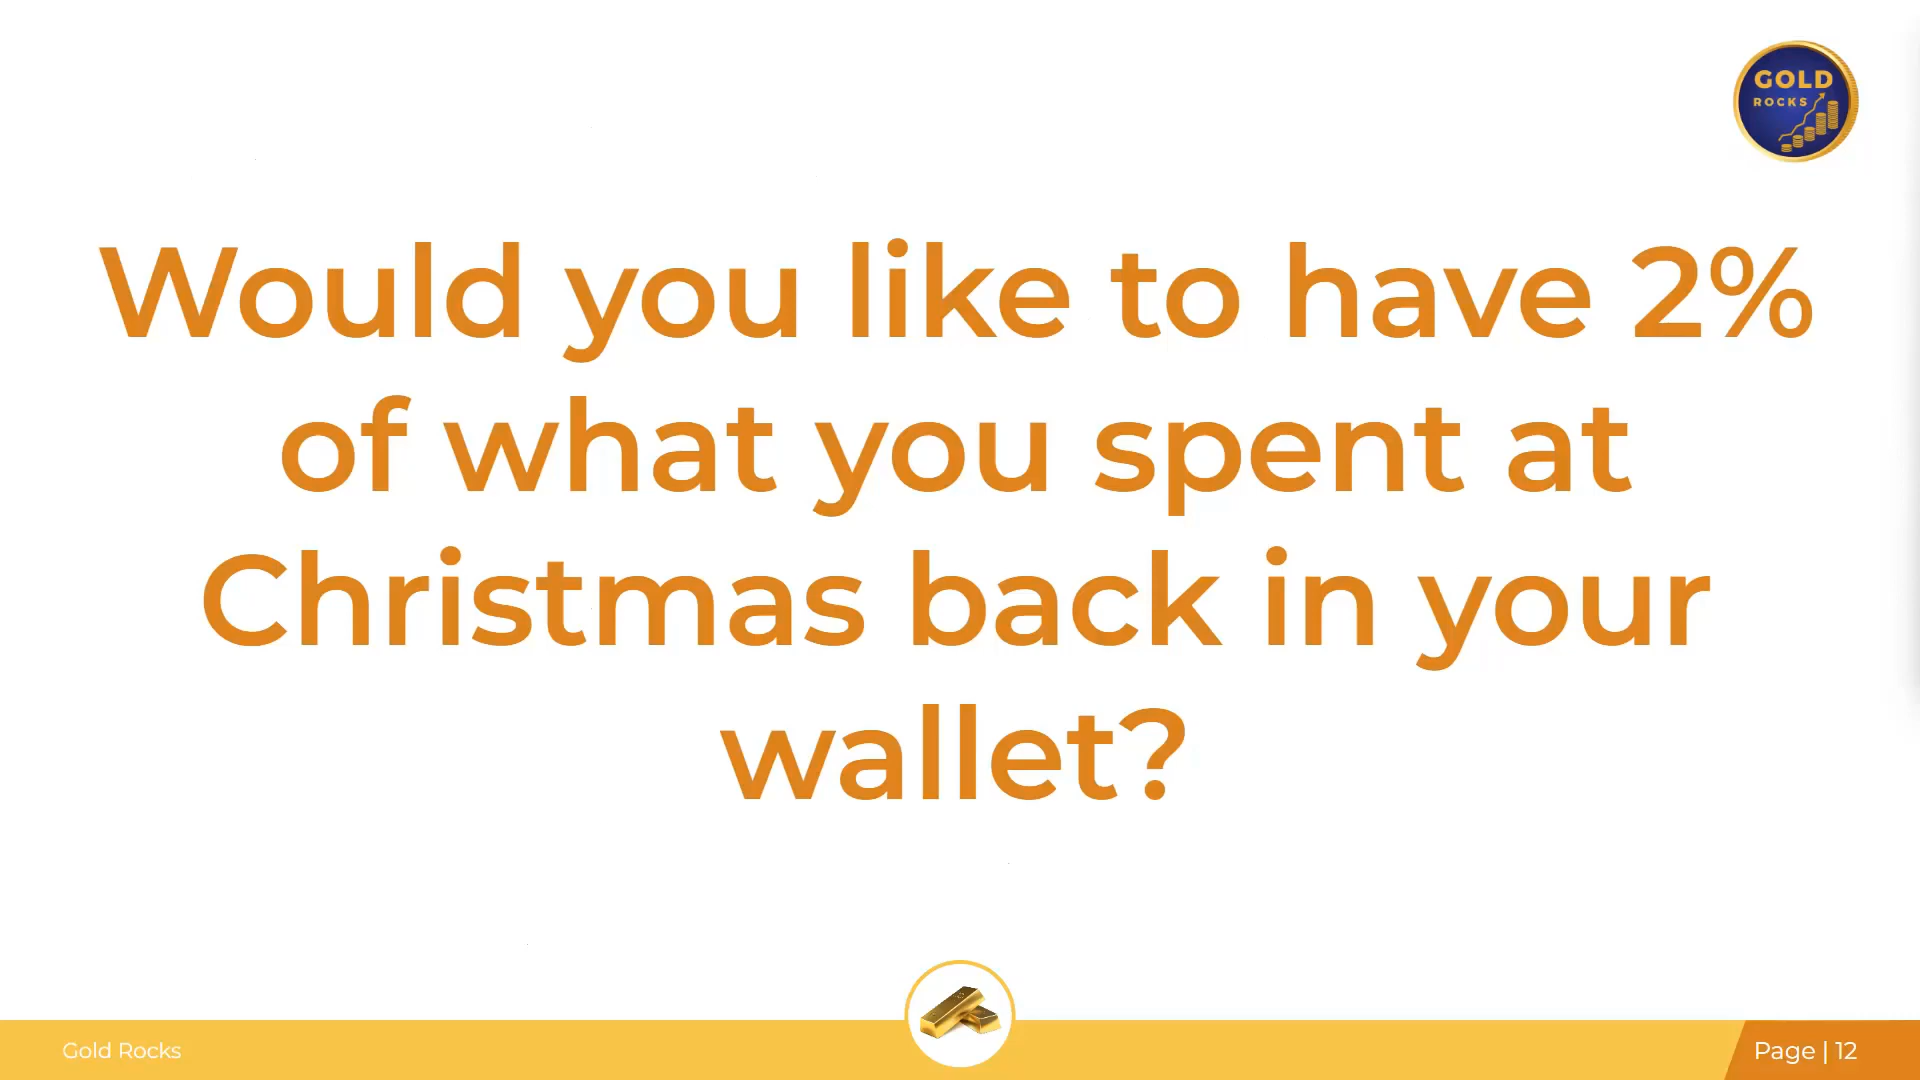 GOLD
ROCKS
Would you like to have 2%
of what you spent at
Christmas back in your
wallet?
Gold Rocks
Page | 12